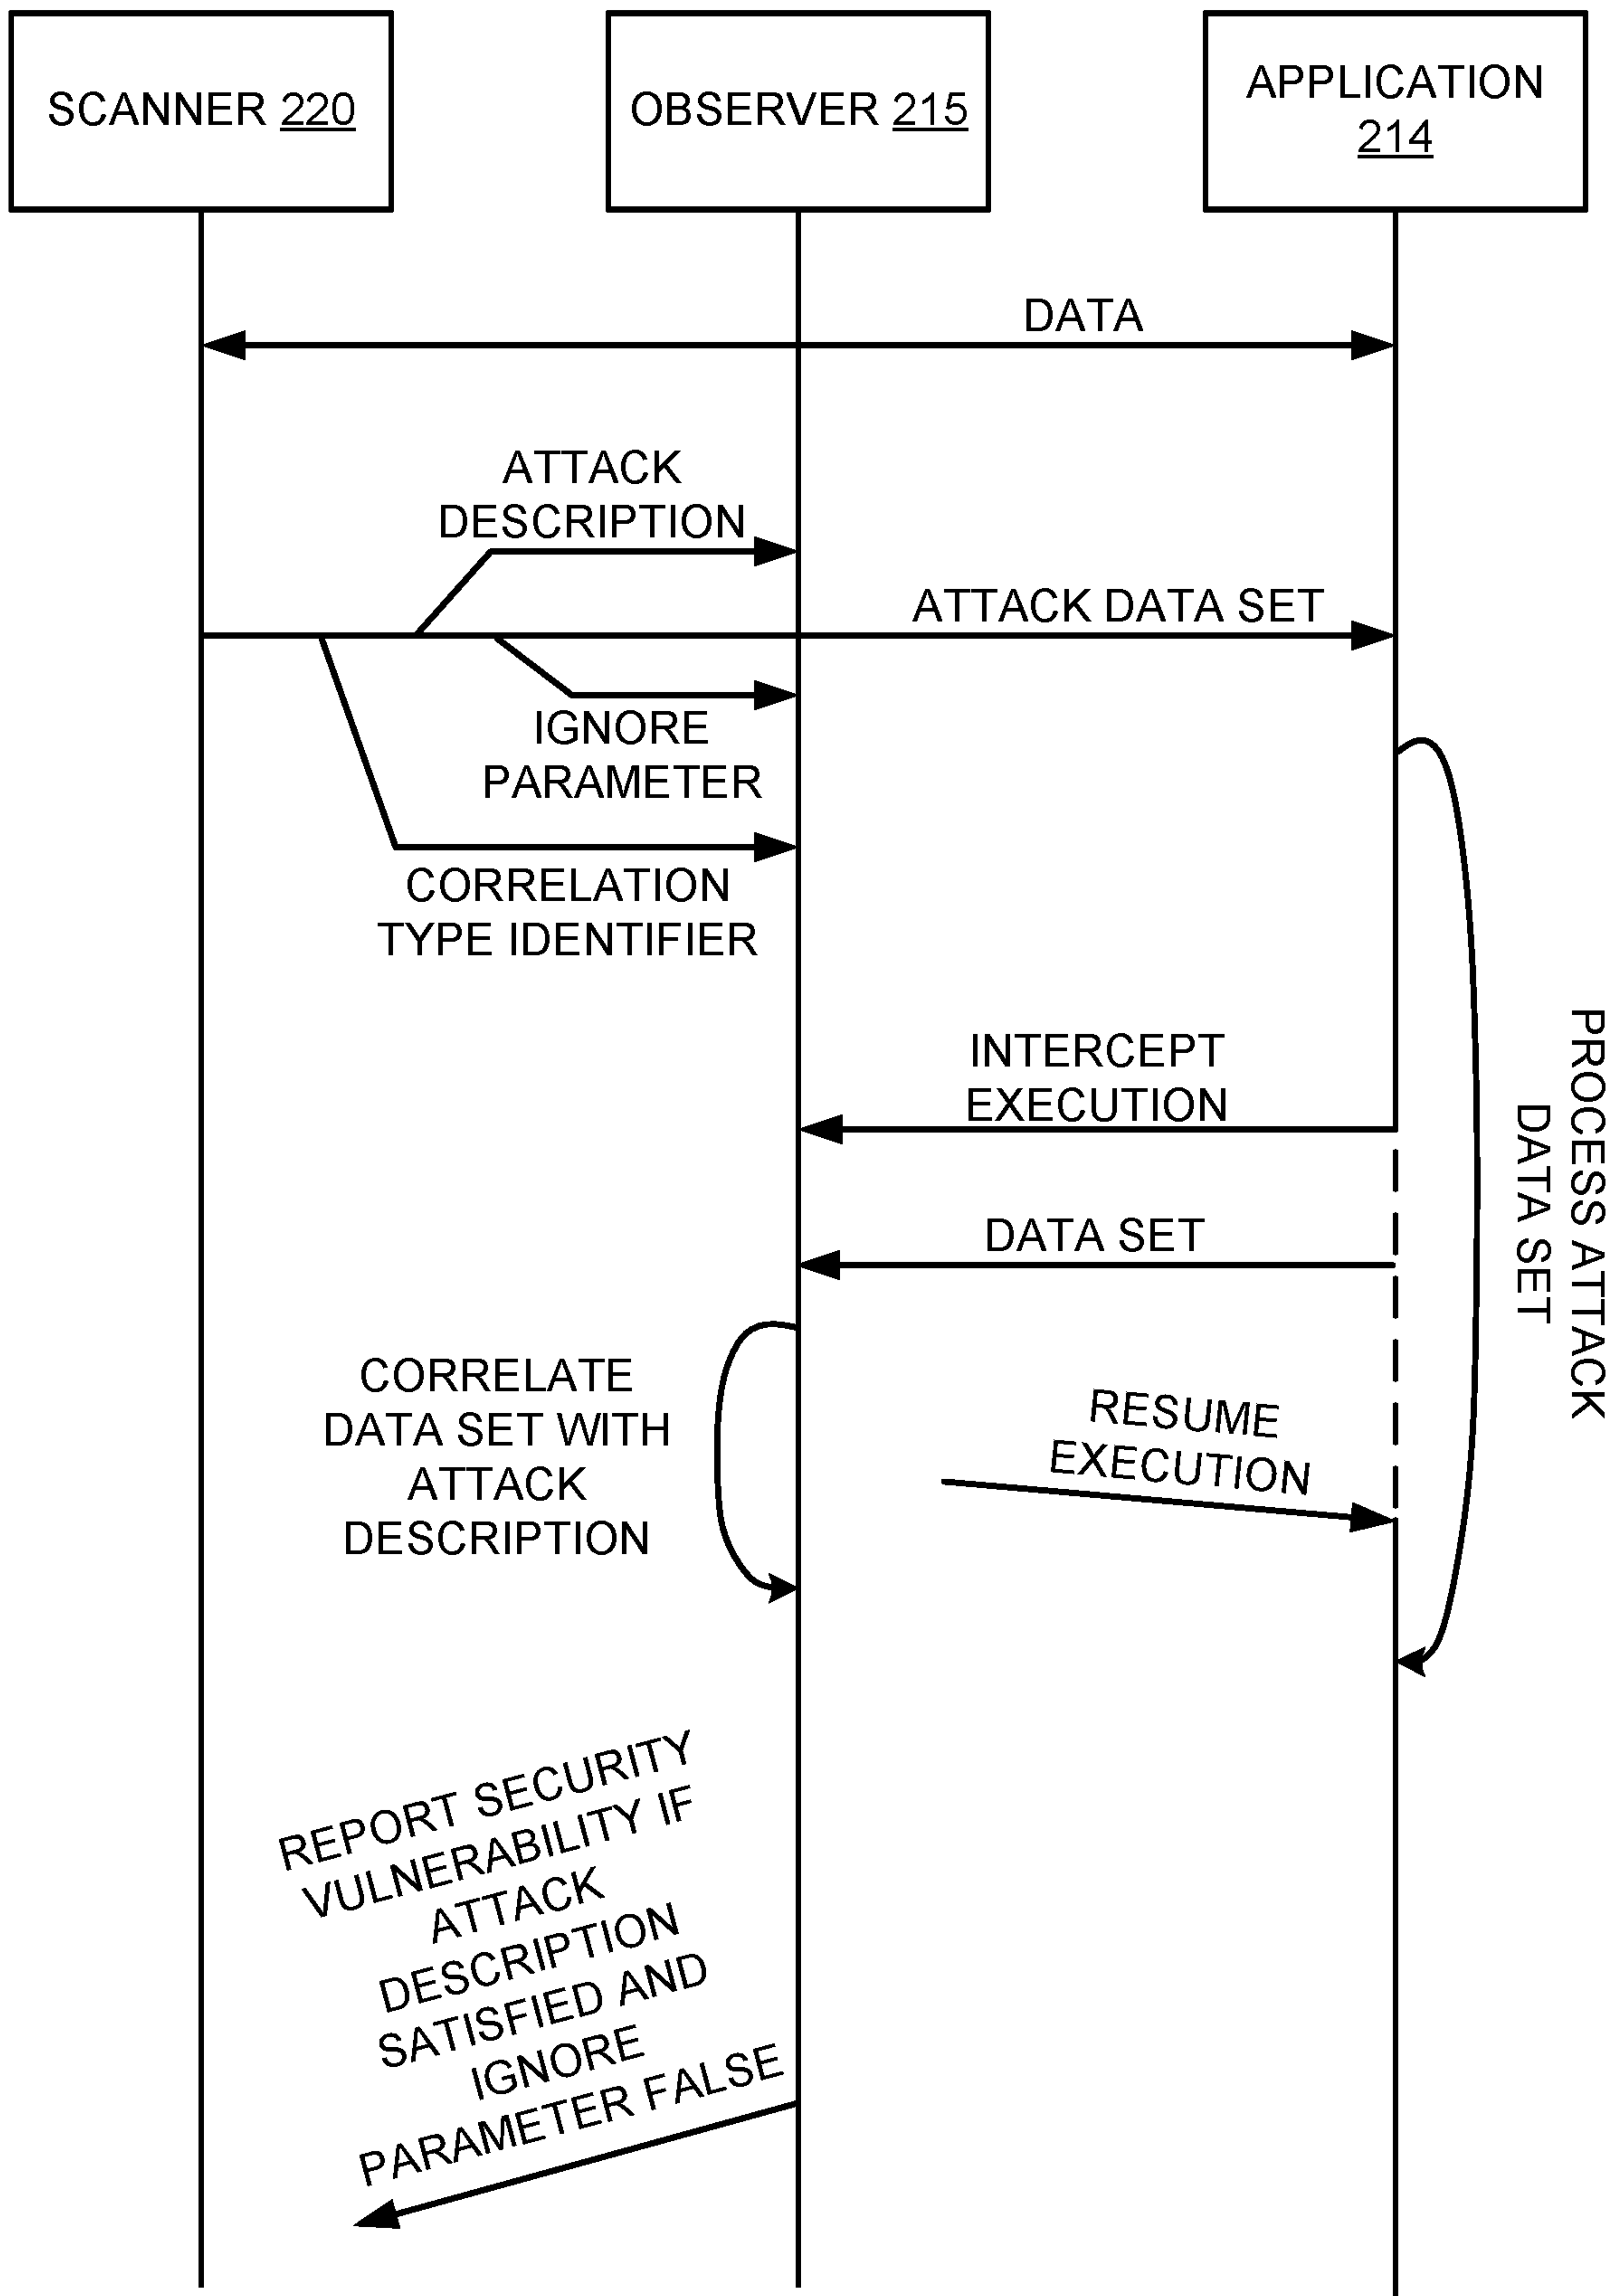 SCANNER 220
OBSERVER 215
APPLICATION
214
DATA
ATTACK
DESCRIPTION
ATTACK DATA SET
IGNORE
PARAMETER
CORRELATION
TYPE IDENTIFIER
INTERCEPT
EXECUTION
PROCESS ATTACK
DATA SET
DATA SET
CORRELATE
DATA SET WITH
ATTACK
DESCRIPTION
RESUME
EXECUTION
REPORT SECURITY
VULNERABILITY IF
ATTACK
DESCRIPTION
SATISFIED AND
IGNORE
PARAMETER FALSE